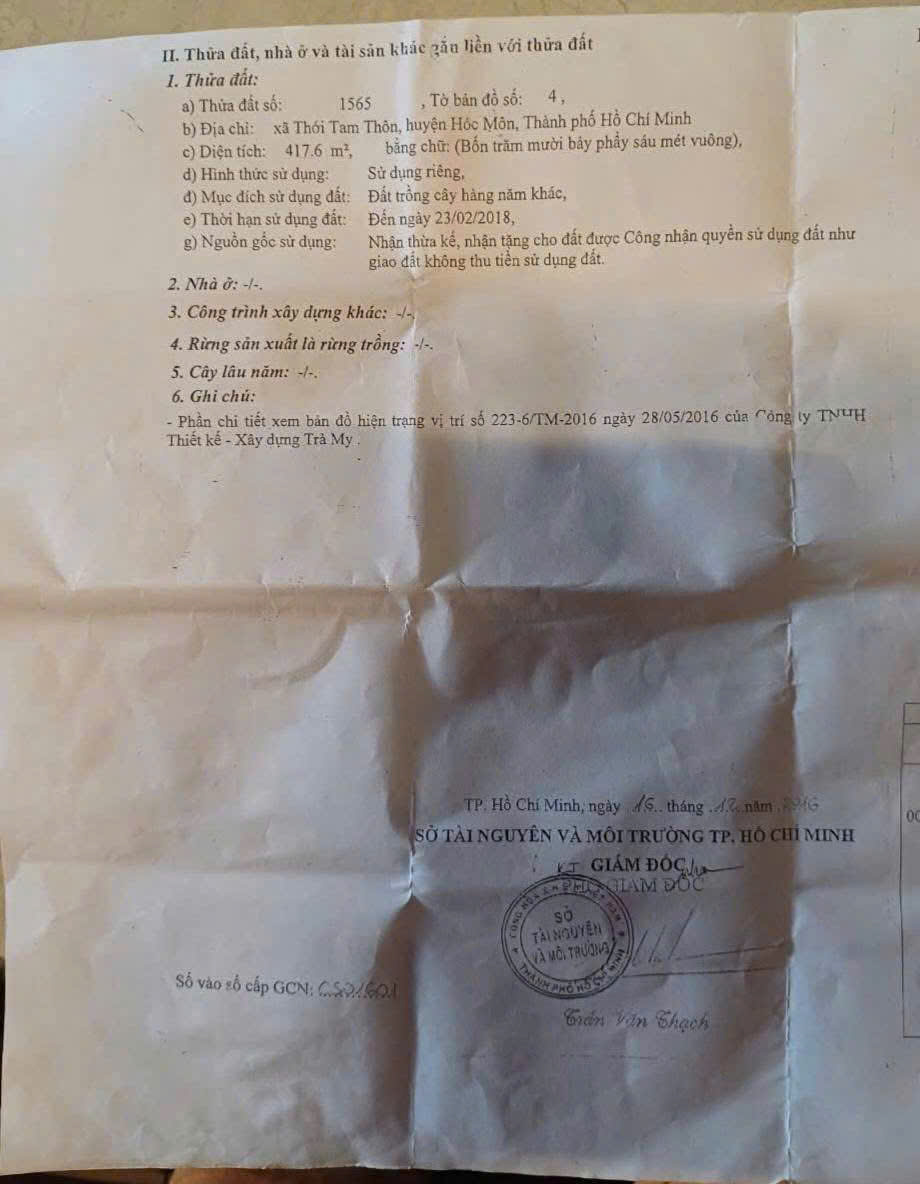 II. Thửa đất, nhà ở và tài sản khác gắn liền với thửa đất
1. Thửa đất:
a) Thửa đất số: 1565 , Tờ bản đồ số: 4 ,
b) Địa chỉ: xã Thới Tam Thôn, huyện Hóc Môn, Thành phố Hồ Chí Minh
c) Diện tích: 417.6 m², bằng chữ: (Bốn trăm mười bảy phẩy sáu mét vuông),
d) Hình thức sử dụng: Sử dụng riêng,
đ) Mục đích sử dụng đất: Đất trồng cây hàng năm khác,
e) Thời hạn sử dụng đất: Đến ngày 23/02/2018,
g) Nguồn gốc sử dụng: Nhận thừa kế, nhận tặng cho đất được Công nhận quyền sử dụng đất như
giao đất không thu tiền sử dụng đất.
2. Nhà ở: -/-.
3. Công trình xây dựng khác: -/-.
4. Rừng sản xuất là rừng trồng: -/-.
5. Cây lâu năm: -/-.
6. Ghi chú:
- Phần chi tiết xem bản đồ hiện trạng vị trí số 223-6/TM-2016 ngày 28/05/2016 của Công ty TNHH
Thiết kế - Xây dựng Trà My .
TP. Hồ Chí Minh, ngày 15 tháng 12 năm 2016
SỞ TÀI NGUYÊN VÀ MÔI TRƯỜNG TP. HỒ CHÍ MINH
KT GIÁM ĐỐC
PHÓ GIÁM ĐỐC
SỞ
TÀI NGUYÊN
VÀ MÔI TRƯỜNG
THÀNH PHỐ HỒ CHÍ MINH
Số vào sổ cấp GCN:
Trần Văn Thạch